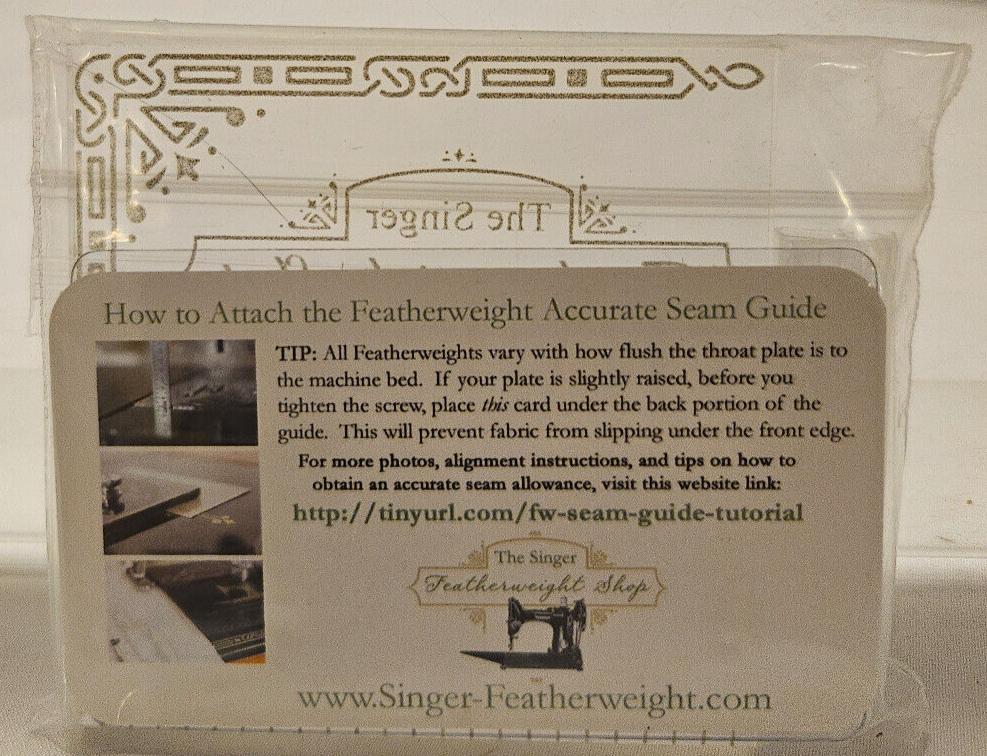 The Singer
How to Attach the Featherweight Accurate Seam Guide
TIP: All Featherweights vary with how flush the throat plate is to
the machine bed. If your plate is slightly raised, before you
tighten the screw, place this card under the back portion of the
guide. This will prevent fabric from slipping under the front edge.
For more photos, alignment instructions, and tips on how to
obtain an accurate seam allowance, visit this website link:
http://tinyurl.com/fw-seam-guide-tutorial
The Singer
Featherweight Shop
www.Singer-Featherweight.com